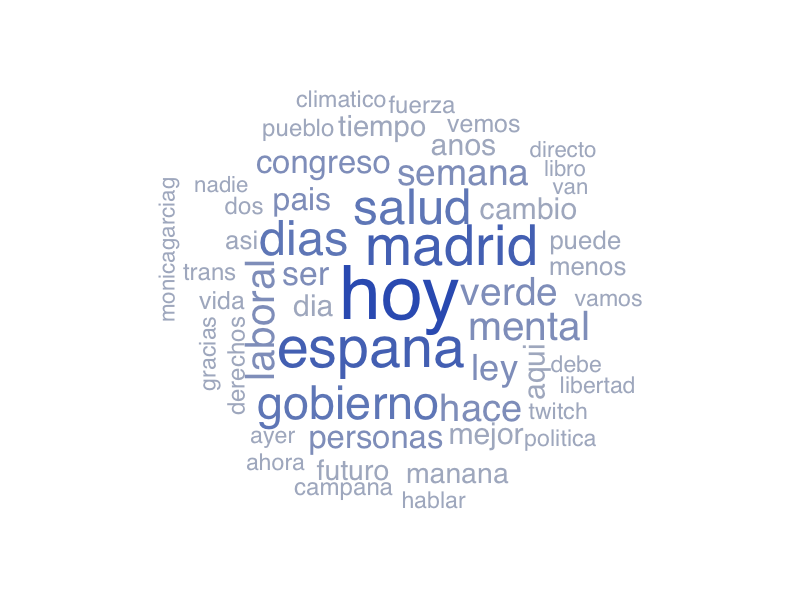 climatico fuerza
pueblo tiempo vemos
anos directo
congreso semana libro
nadie pais van
dos salud cambio
monicagarciag
asi dias madrid puede
trans ser menos
vida dia hoy verde vamos
laboral mental
gracias derechos
espana ley aqui debe
libertad
gobierno hace twitch
ayer personas mejor politica
ahora futuro manana
campana hablar